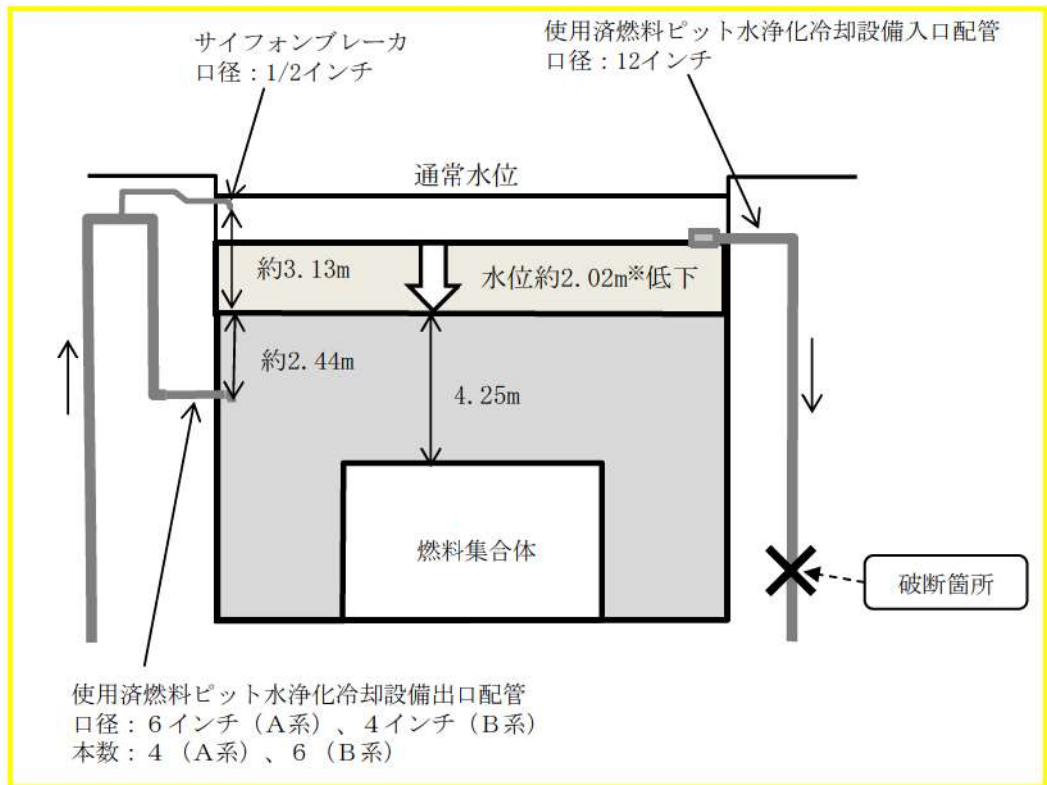 サイフォンブレーカ
口径:1/2インチ
使用済燃料ピット水浄化冷却設備入口配管
口径:12インチ
通常水位
約3.13m
水位約2.02m※低下
約2.44m
4.25m
燃料集合体
破断箇所
使用済燃料ピット水浄化冷却設備出口配管
口径:6インチ(A系)、4インチ(B系)
本数:4(A系)、6(B系)